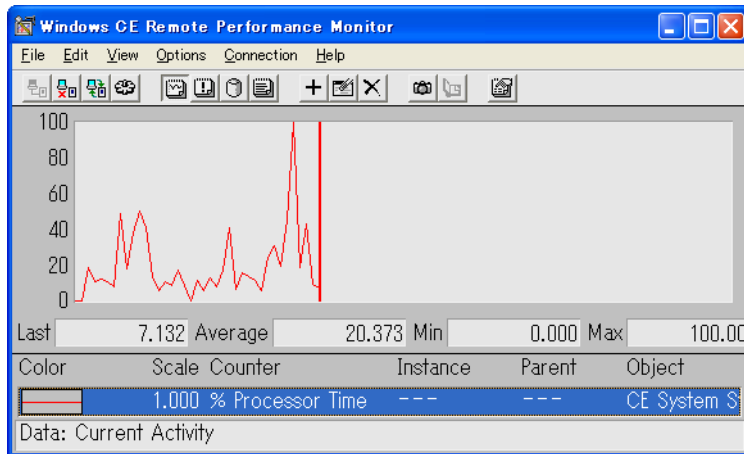 Windows CE Remote Performance Monitor
File Edit View Options Connection Help
100
80
60
40
20
0
Last 7.132 Average 20.373 Min 0.000 Max 100.00
Color Scale Counter Instance Parent Object
1.000 % Processor Time --- --- CE System S
Data: Current Activity